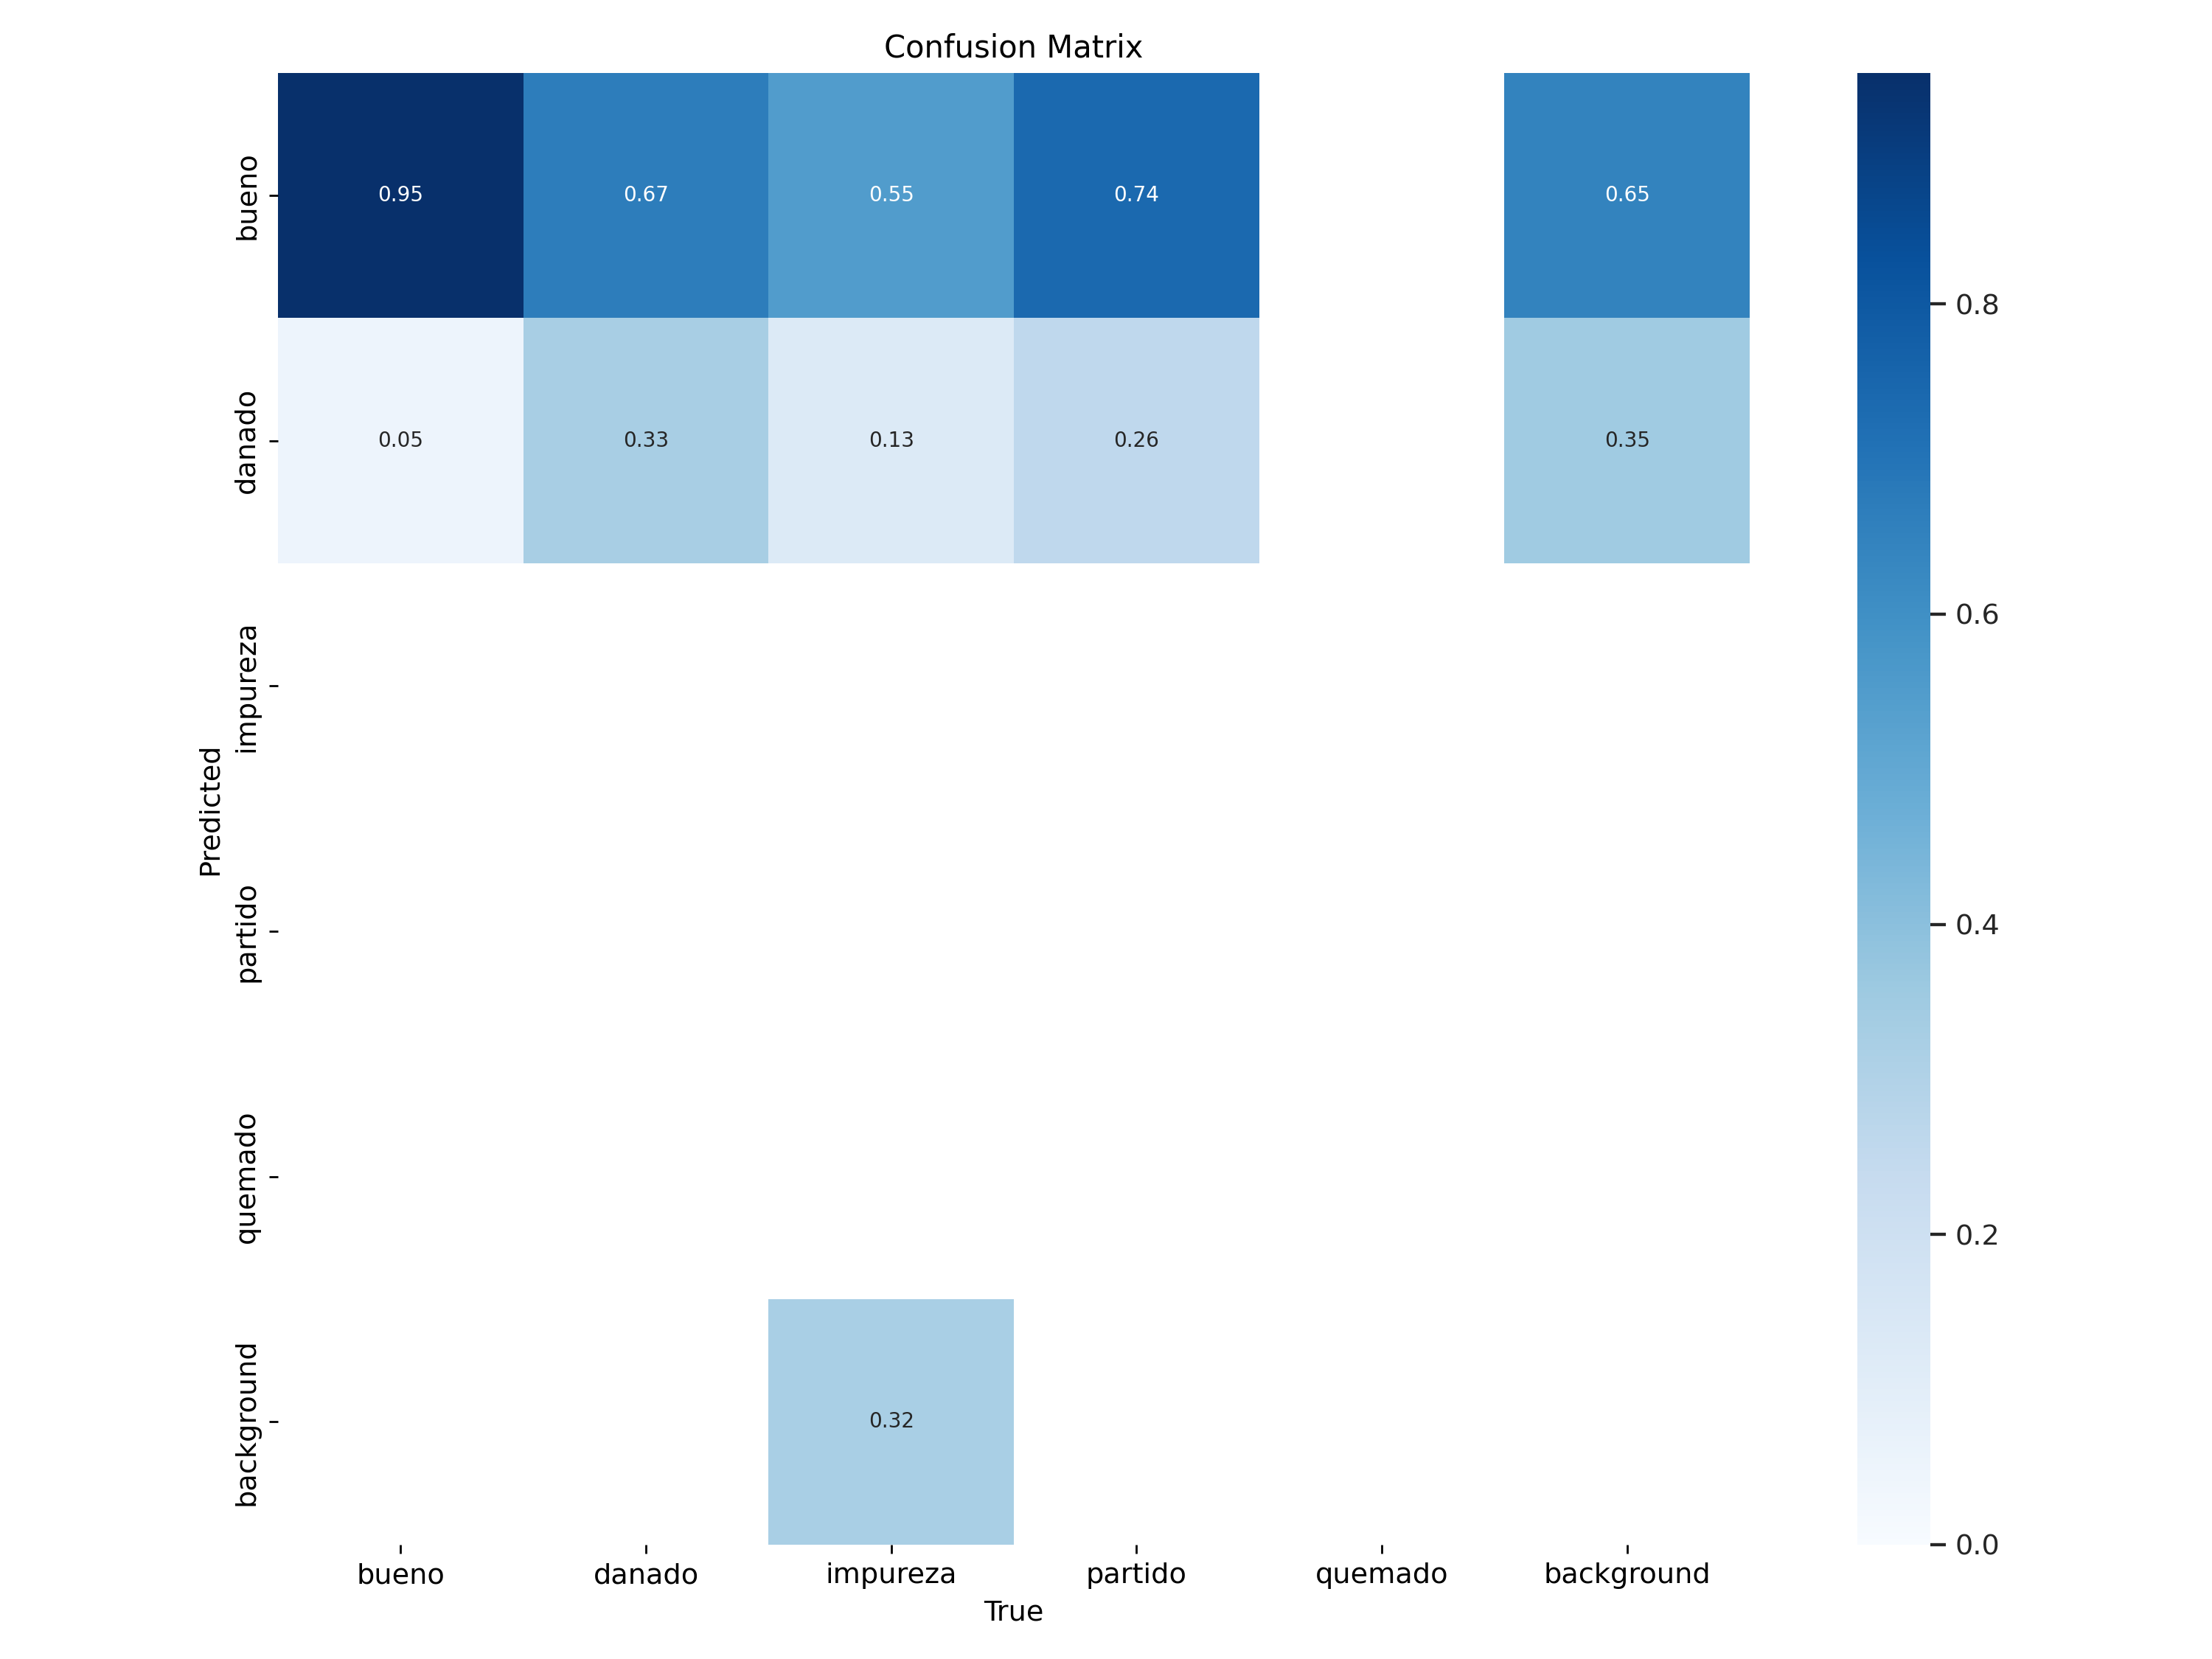 Confusion Matrix
bueno
0.95 0.67 0.55 0.74 0.65
danado
0.05 0.33 0.13 0.26 0.35
impureza
partido
quemado
background
0.32
Predicted
bueno danado impureza partido quemado background
True
0.8
0.6
0.4
0.2
0.0